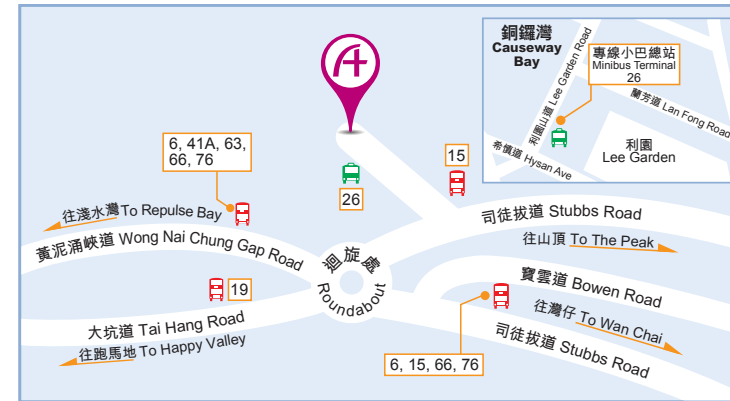 銅鑼灣
Causeway
Bay
專線小巴總站
Minibus Terminal
26
利園山道 Lee Garden Road
蘭芳道 Lan Fong Road
希慎道 Hysan Ave
利園
Lee Garden
6, 41A, 63,
66, 76
15
26
往淺水灣 To Repulse Bay
黃泥涌峽道 Wong Nai Chung Gap Road
司徒拔道 Stubbs Road
往山頂 To The Peak
迴旋處
Roundabout
寶雲道 Bowen Road
19
往灣仔 To Wan Chai
大坑道 Tai Hang Road
司徒拔道 Stubbs Road
往跑馬地 To Happy Valley
6, 15, 66, 76